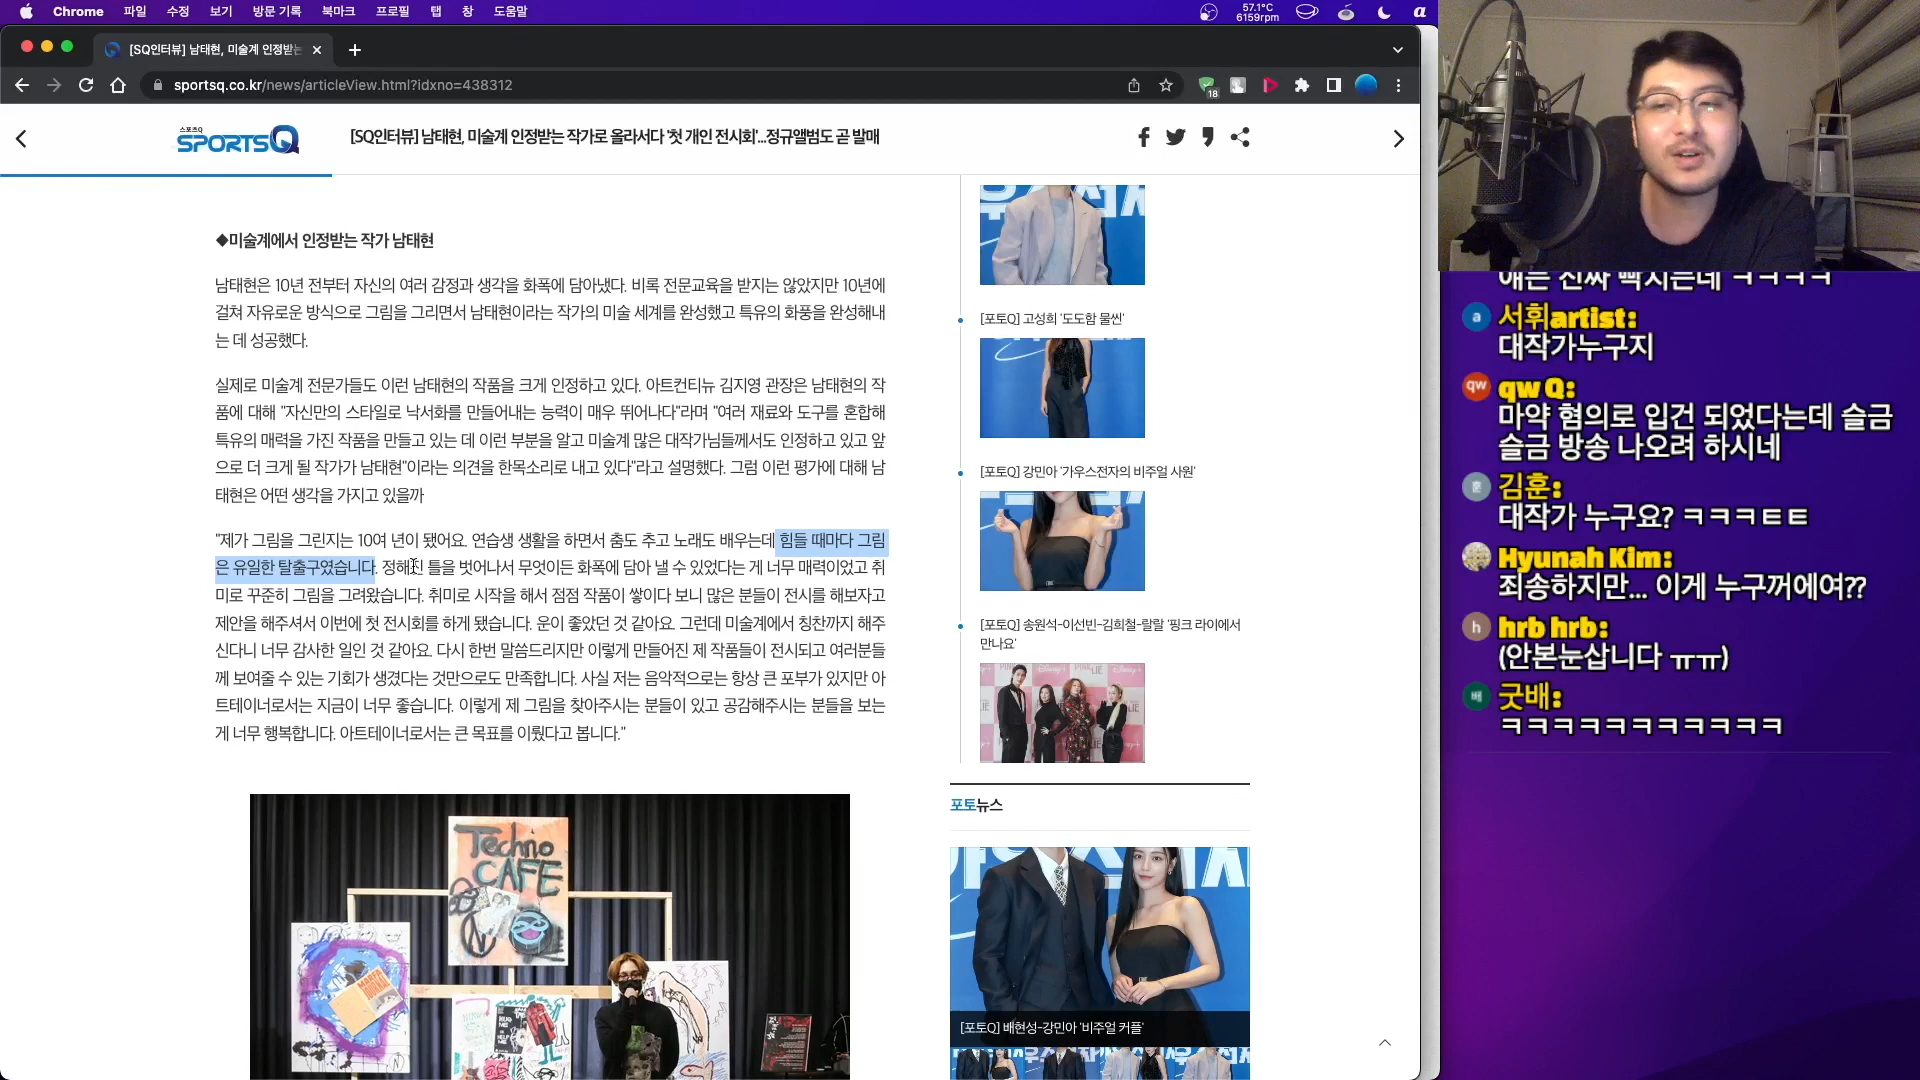 Chrome 파일 수정 보기 방문 기록 북마크 프로필 탭 창 도움말
57.1°C
6159rpm
[SQ인터뷰] 남태현, 미술계 인정받는
sportsq.co.kr/news/articleView.html?idxno=438312
18
스포츠Q
SPORTSQ
[SQ인터뷰] 남태현, 미술계 인정받는 작가로 올라서다 '첫 개인 전시회'...정규앨범도 곧 발매
◆미술계에서 인정받는 작가 남태현
남태현은 10년 전부터 자신의 여러 감정과 생각을 화폭에 담아냈다. 비록 전문교육을 받지는 않았지만 10년에
걸쳐 자유로운 방식으로 그림을 그리면서 남태현이라는 작가의 미술 세계를 완성했고 특유의 화풍을 완성해내
는 데 성공했다.
실제로 미술계 전문가들도 이런 남태현의 작품을 크게 인정하고 있다. 아트컨티뉴 김지영 관장은 남태현의 작
품에 대해 "자신만의 스타일로 낙서화를 만들어내는 능력이 매우 뛰어나다"라며 "여러 재료와 도구를 혼합해
특유의 매력을 가진 작품을 만들고 있는 데 이런 부분을 알고 미술계 많은 대작가님들께서도 인정하고 있고 앞
으로 더 크게 될 작가가 남태현"이라는 의견을 한목소리로 내고 있다"라고 설명했다. 그럼 이런 평가에 대해 남
태현은 어떤 생각을 가지고 있을까
"제가 그림을 그린지는 10여 년이 됐어요. 연습생 생활을 하면서 춤도 추고 노래도 배우는데 힘들 때마다 그림
은 유일한 탈출구였습니다. 정해진 틀을 벗어나서 무엇이든 화폭에 담아 낼 수 있었다는 게 너무 매력이었고 취
미로 꾸준히 그림을 그려왔습니다. 취미로 시작을 해서 점점 작품이 쌓이다 보니 많은 분들이 전시를 해보자고
제안을 해주셔서 이번에 첫 전시회를 하게 됐습니다. 운이 좋았던 것 같아요. 그런데 미술계에서 칭찬까지 해주
신다니 너무 감사한 일인 것 같아요. 다시 한번 말씀드리지만 이렇게 만들어진 제 작품들이 전시되고 여러분들
께 보여줄 수 있는 기회가 생겼다는 것만으로도 만족합니다. 사실 저는 음악적으로는 항상 큰 포부가 있지만 아
트테이너로서는 지금이 너무 좋습니다. 이렇게 제 그림을 찾아주시는 분들이 있고 공감해주시는 분들을 보는
게 너무 행복합니다. 아트테이너로서는 큰 목표를 이뤘다고 봅니다."
Techno
CAFE
[포토Q] 고성희 '도도함 물씬'
[포토Q] 강민아 '가우스전자의 비주얼 사원'
[포토Q] 송원석-이선빈-김희철-랄랄 '핑크 라이에서
만나요'
포토뉴스
[포토Q] 배현성-강민아 '비주얼 커플'
얘는 진짜 빡치는데 ㅋㅋㅋㅋ
a 서휘artist:
대작가누구지
qw qw Q:
마약 혐의로 입건 되었다는데 슬금
슬금 방송 나오려 하시네
훈 김훈:
대작가 누구요? ㅋㅋㅋㅌㅌ
Hyunah Kim:
죄송하지만... 이게 누구꺼에여??
h hrb hrb:
(안본눈삽니다 ㅠㅠ)
배 굿배:
ㅋㅋㅋㅋㅋㅋㅋㅋㅋㅋㅋ